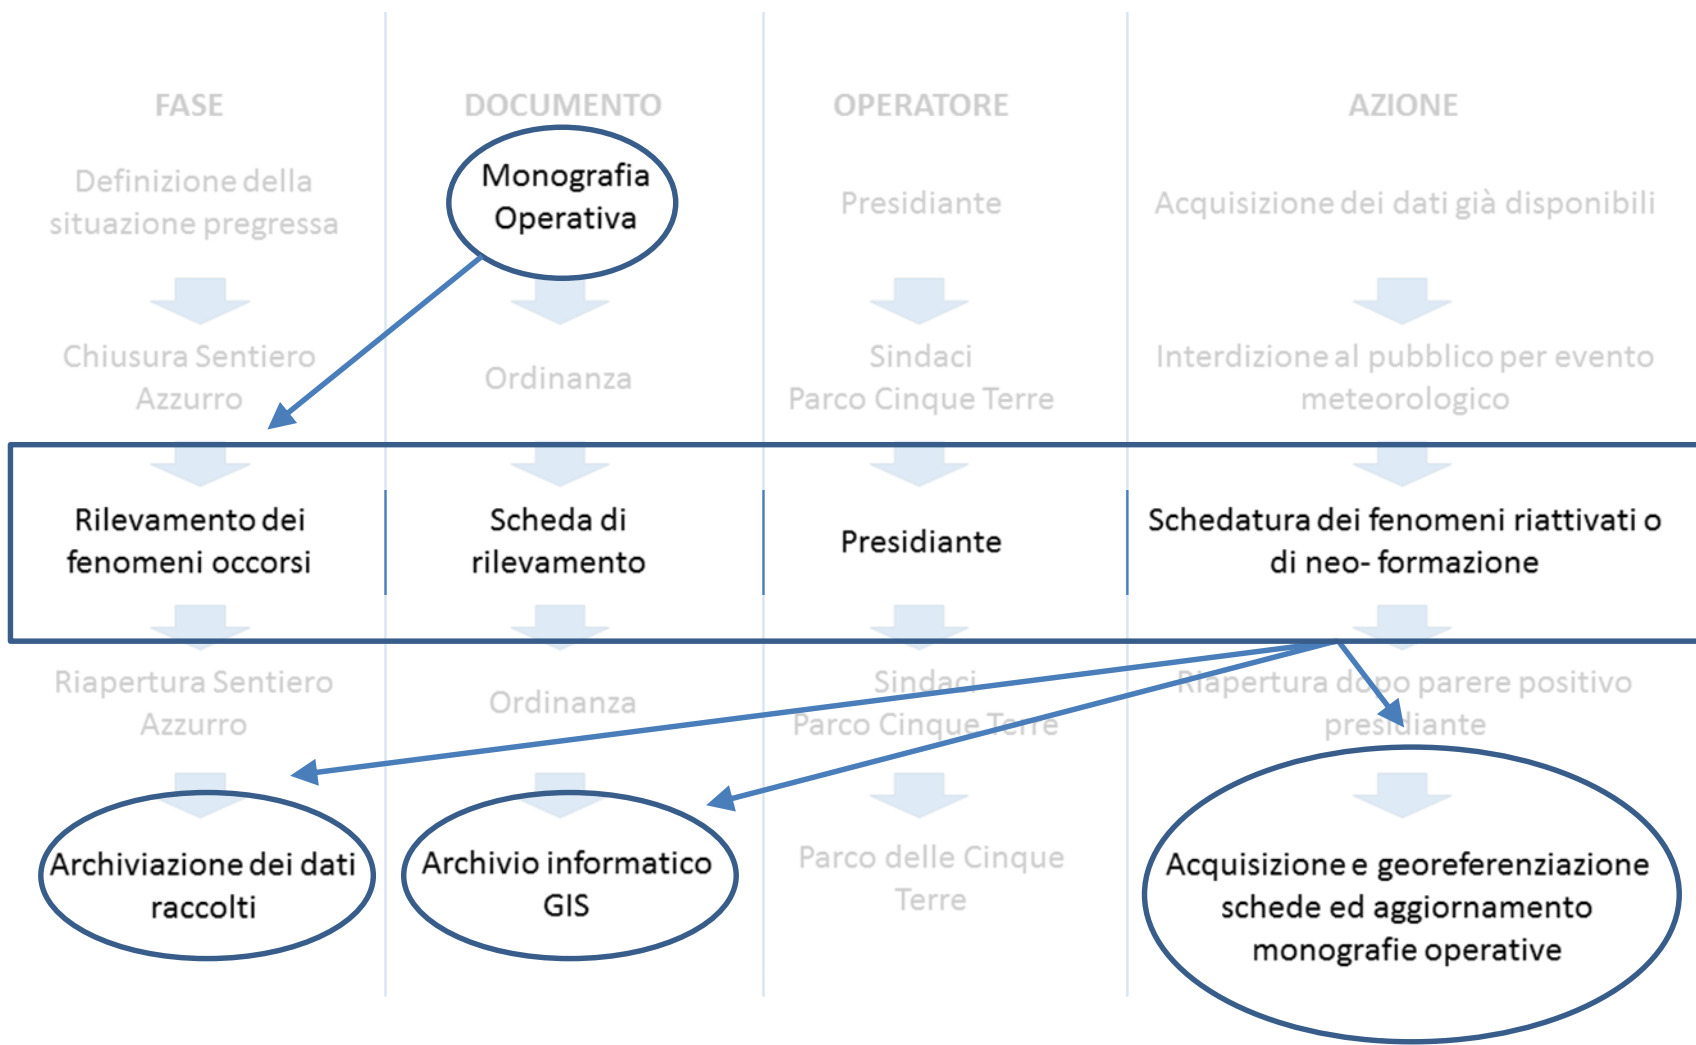 FASE
DOCUMENTO
OPERATORE
AZIONE
Definizione della
situazione pregressa
Monografia
Operativa
Presidiante
Acquisizione dei dati già disponibili
Chiusura Sentiero
Azzurro
Ordinanza
Sindaci
Parco Cinque Terre
Interdizione al pubblico per evento
meteorologico
Rilevamento dei
fenomeni occorsi
Scheda di
rilevamento
Presidiante
Schedatura dei fenomeni riattivati o
di neo- formazione
Riapertura Sentiero
Azzurro
Ordinanza
Sindaci
Parco Cinque Terre
Riapertura dopo parere positivo
presidiante
Archiviazione dei dati
raccolti
Archivio informatico
GIS
Parco delle Cinque
Terre
Acquisizione e georeferenziazione
schede ed aggiornamento
monografie operative